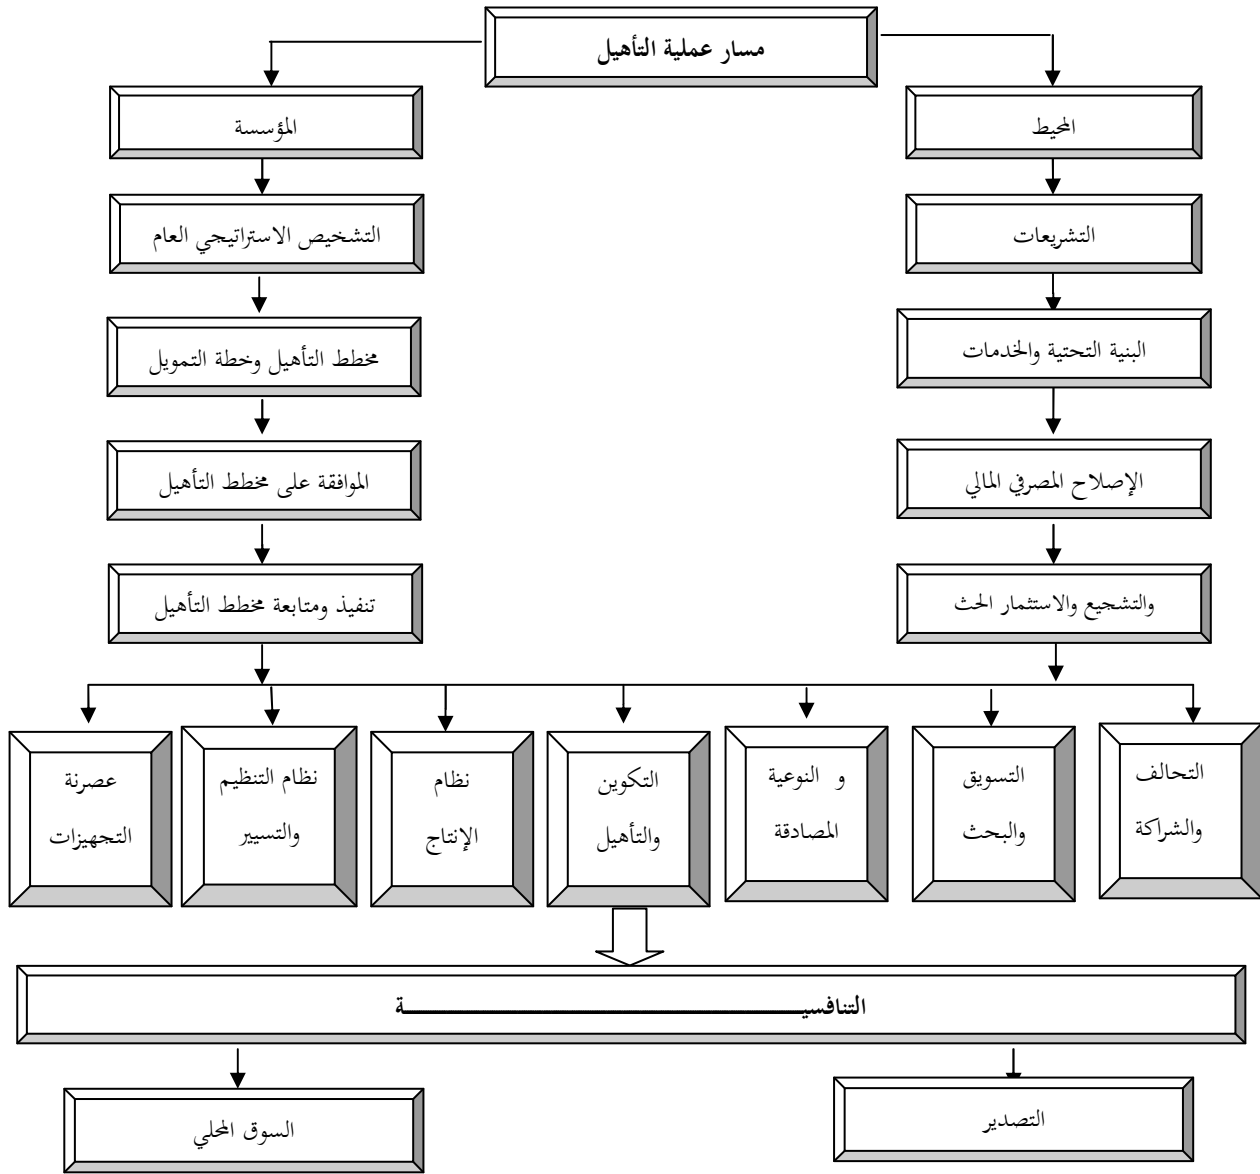 مسار عملية التأهيل
المحيط
المؤسسة
التشريعات
التشخيص الاستراتيجي العام
البنية التحتية والخدمات
مخطط التأهيل وخطة التمويل
الإصلاح المصرفي المالي
الموافقة على مخطط التأهيل
والتشجيع والاستثمار الحث
تنفيذ ومتابعة مخطط التأهيل
التحالف
والشراكة
التسويق
والبحث
و النوعية
المصادقة
التكوين
والتأهيل
نظام
الإنتاج
نظام التنظيم
والتسيير
عصرنة
التجهيزات
التنافسيـــــــــــــــــــــــــــــــــة
التصدير
السوق المحلي